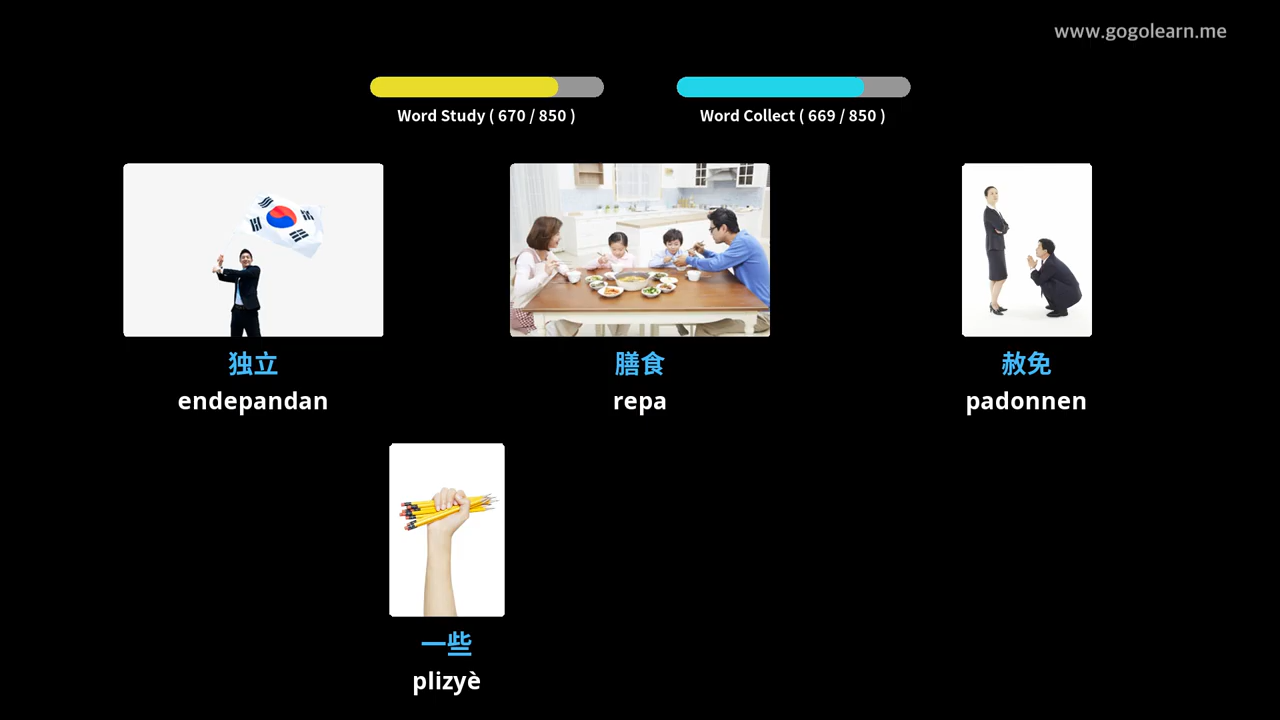 www.gogolearn.me
Word Study ( 670 / 850 )
Word Collect ( 669 / 850 )
独立
endepandan
膳食
repa
赦免
padonnen
一些
plizyè